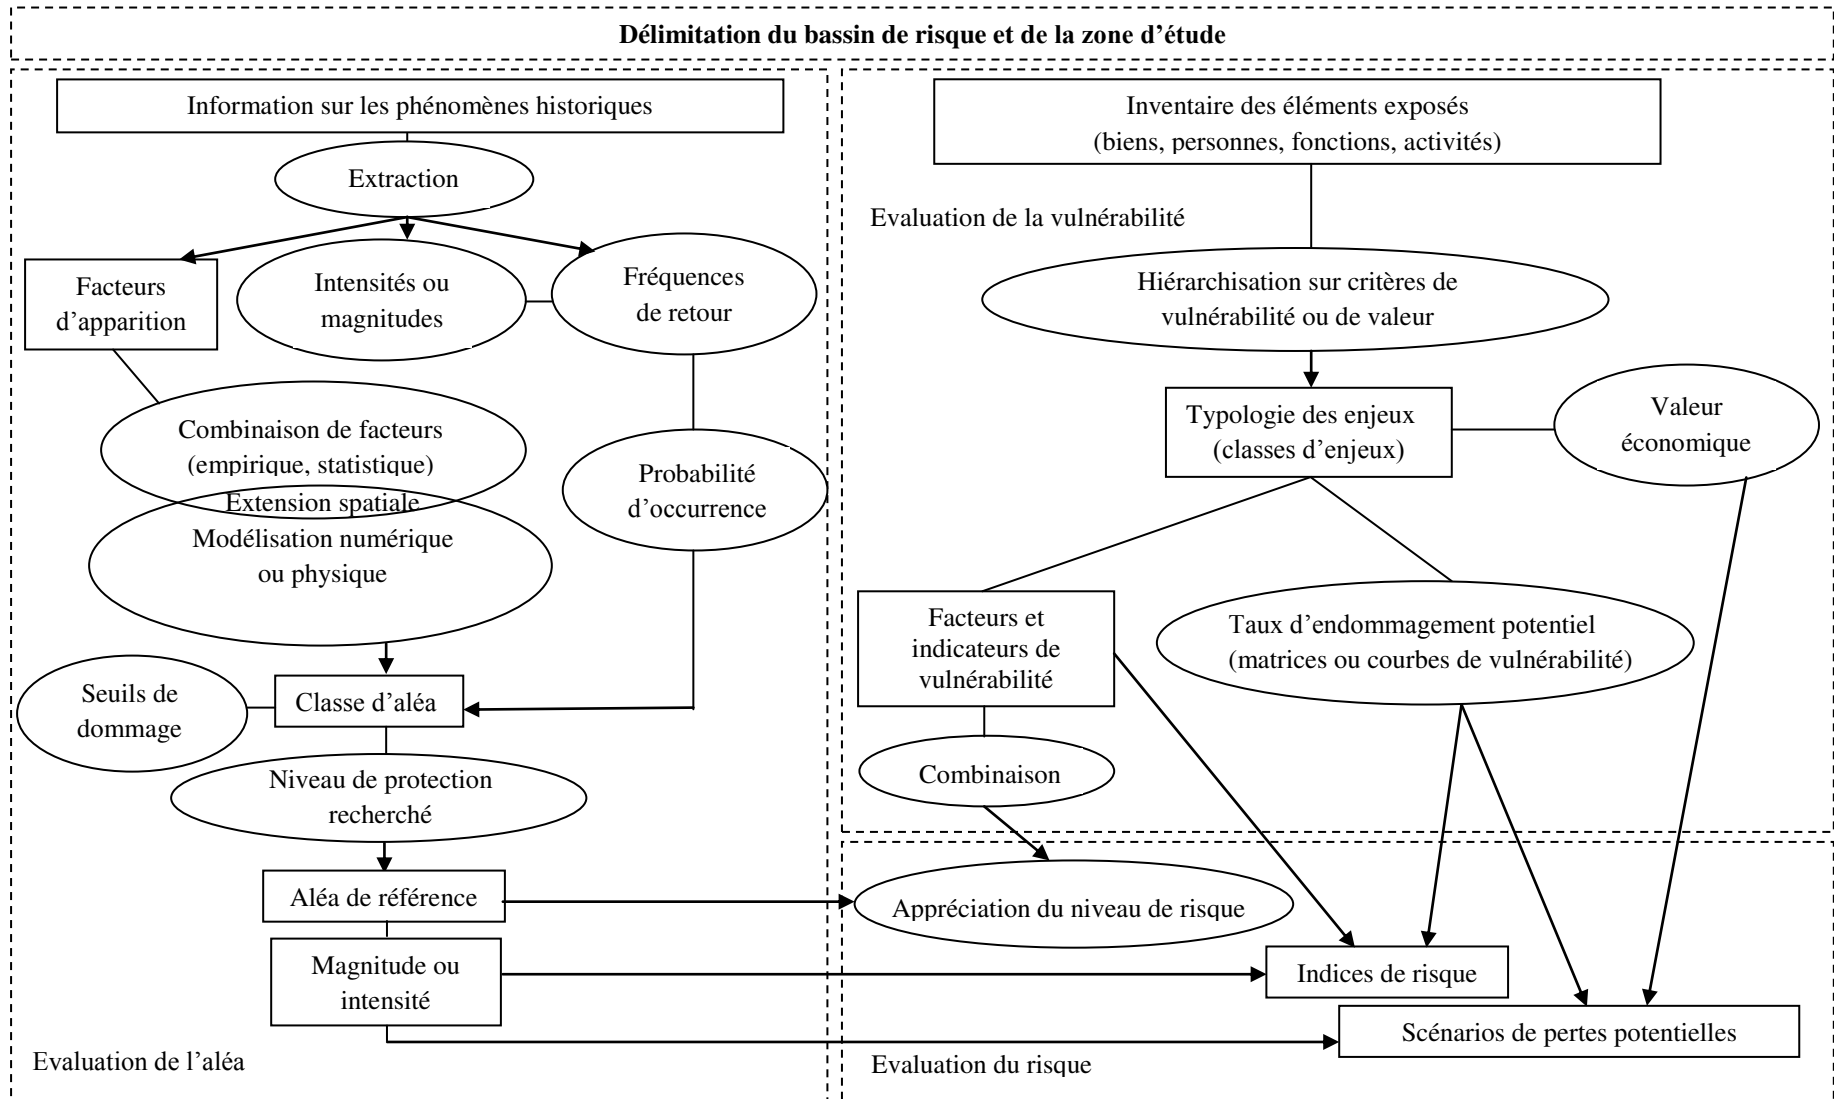 Délimitation du bassin de risque et de la zone d'étude
Information sur les phénomènes historiques
Extraction
Facteurs
d'apparition
Intensités ou
magnitudes
Fréquences
de retour
Combinaison de facteurs
(empirique, statistique)
Extension spatiale
Modélisation numérique
ou physique
Probabilité
d'occurrence
Seuils de
dommage
Classe d'aléa
Niveau de protection
recherché
Aléa de référence
Magnitude ou
intensité
Evaluation de l'aléa
Inventaire des éléments exposés
(biens, personnes, fonctions, activités)
Evaluation de la vulnérabilité
Hiérarchisation sur critères de
vulnérabilité ou de valeur
Typologie des enjeux
(classes d'enjeux)
Valeur
économique
Facteurs et
indicateurs de
vulnérabilité
Taux d'endommagement potentiel
(matrices ou courbes de vulnérabilité)
Combinaison
Appréciation du niveau de risque
Indices de risque
Scénarios de pertes potentielles
Evaluation du risque